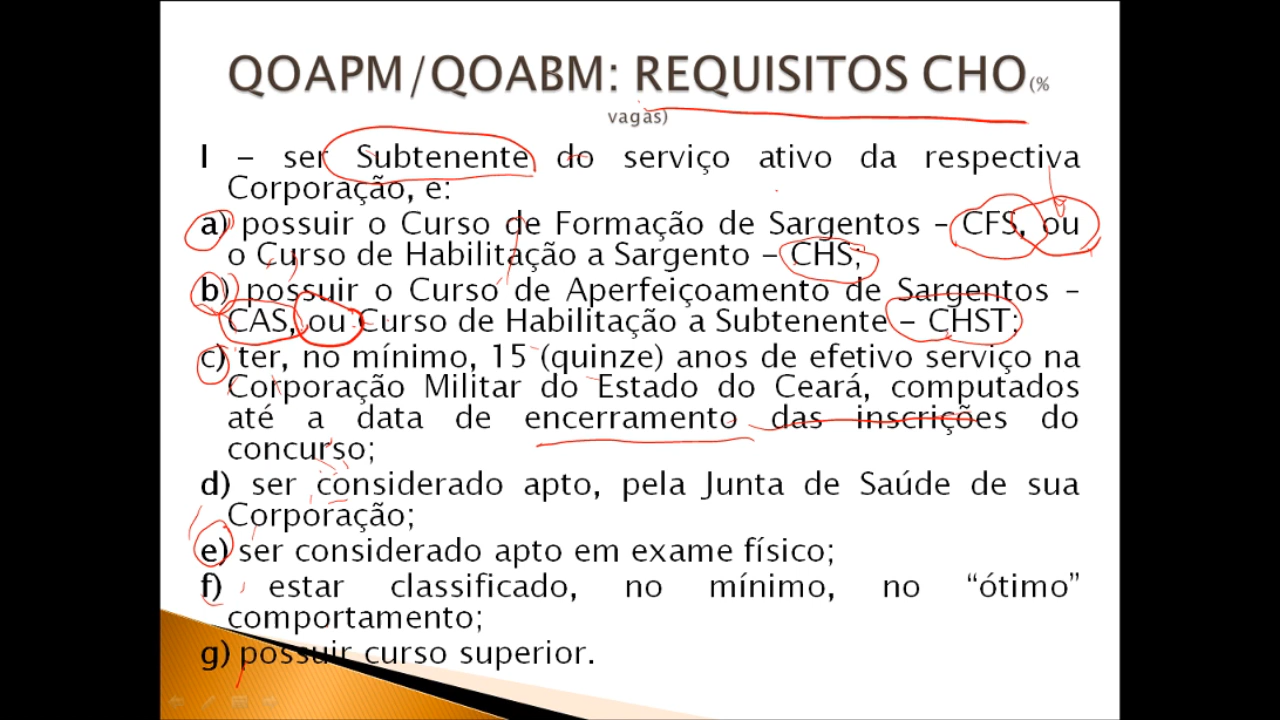 QOAPM/QOABM: REQUISITOS CHO(%
vagas)
I – ser Subtenente do serviço ativo da respectiva
Corporação, e:
a) possuir o Curso de Formação de Sargentos – CFS, ou
o Curso de Habilitação a Sargento – CHS;
b) possuir o Curso de Aperfeiçoamento de Sargentos –
CAS, ou Curso de Habilitação a Subtenente – CHST;
c) ter, no mínimo, 15 (quinze) anos de efetivo serviço na
Corporação Militar do Estado do Ceará, computados
até a data de encerramento das inscrições do
concurso;
d) ser considerado apto, pela Junta de Saúde de sua
Corporação;
e) ser considerado apto em exame físico;
f) estar classificado, no mínimo, no “ótimo”
comportamento;
g) possuir curso superior.